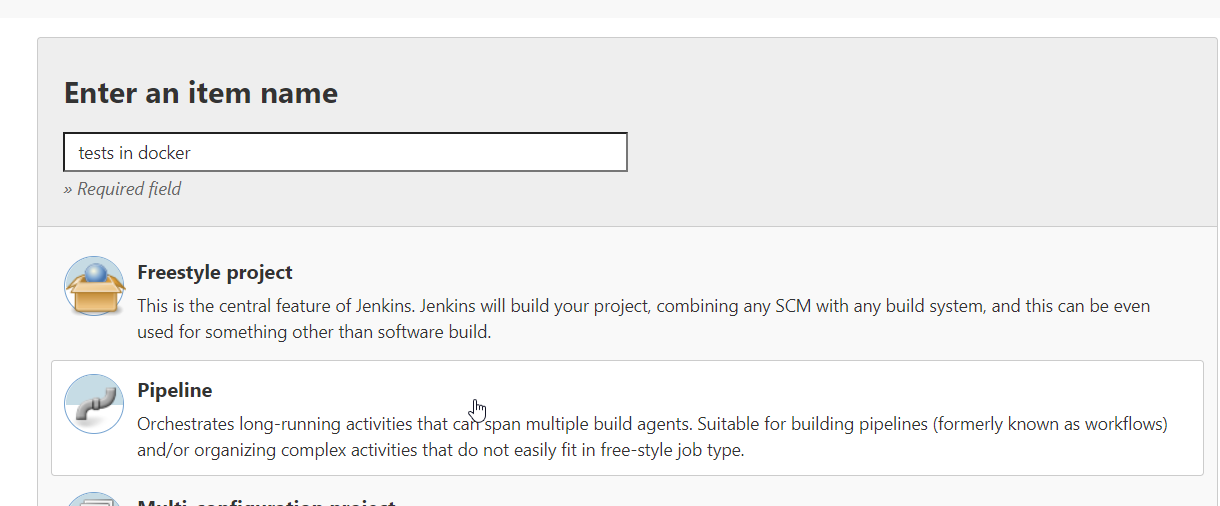 Enter an item name
tests in docker
» Required field
Freestyle project
This is the central feature of Jenkins. Jenkins will build your project, combining any SCM with any build system, and this can be even
used for something other than software build.
Pipeline
Orchestrates long-running activities that can span multiple build agents. Suitable for building pipelines (formerly known as workflows)
and/or organizing complex activities that do not easily fit in free-style job type.
Multi-configuration project